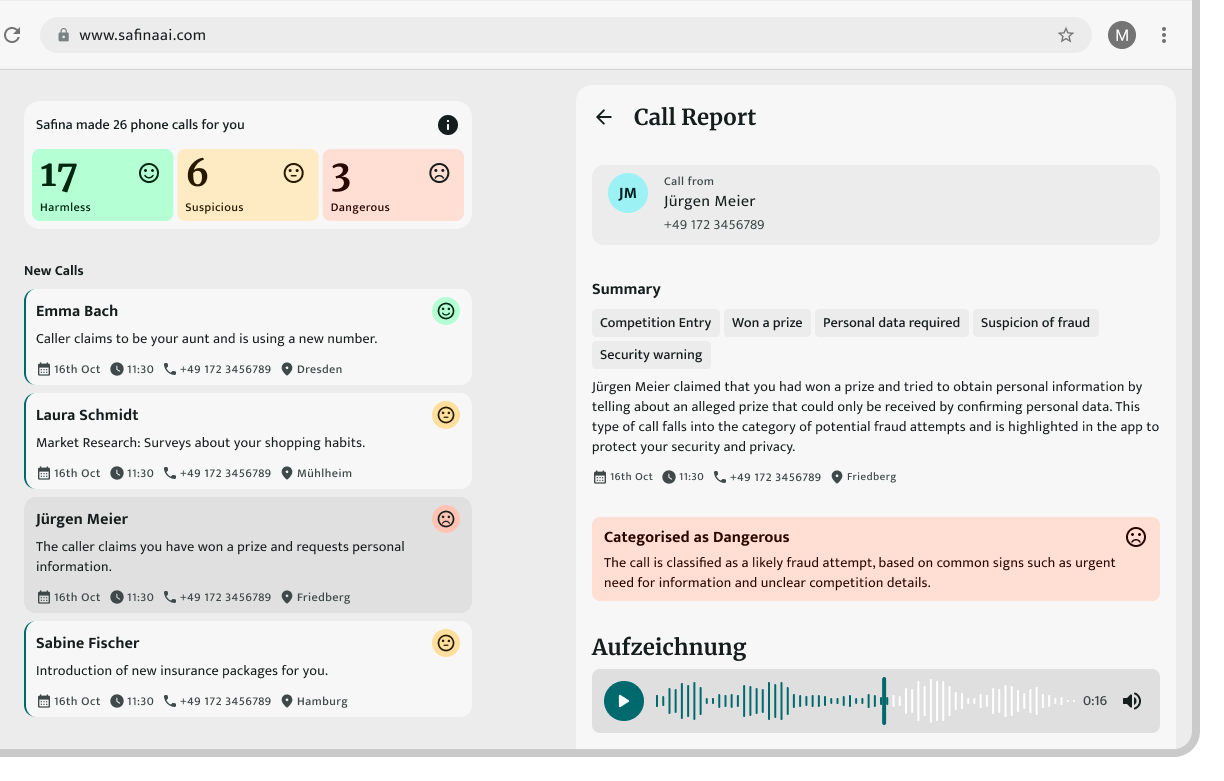 www.safinaai.com
M
Safina made 26 phone calls for you
17
Harmless
6
Suspicious
3
Dangerous
New Calls
Emma Bach
Caller claims to be your aunt and is using a new number.
16th Oct 11:30 +49 172 3456789 Dresden
Laura Schmidt
Market Research: Surveys about your shopping habits.
16th Oct 11:30 +49 172 3456789 Mühlheim
Jürgen Meier
The caller claims you have won a prize and requests personal
information.
16th Oct 11:30 +49 172 3456789 Friedberg
Sabine Fischer
Introduction of new insurance packages for you.
16th Oct 11:30 +49 172 3456789 Hamburg
Call Report
JM
Call from
Jürgen Meier
+49 172 3456789
Summary
Competition Entry Won a prize Personal data required Suspicion of fraud
Security warning
Jürgen Meier claimed that you had won a prize and tried to obtain personal information by
telling about an alleged prize that could only be received by confirming personal data. This
type of call falls into the category of potential fraud attempts and is highlighted in the app to
protect your security and privacy.
16th Oct 11:30 +49 172 3456789 Friedberg
Categorised as Dangerous
The call is classified as a likely fraud attempt, based on common signs such as urgent
need for information and unclear competition details.
Aufzeichnung
0:16